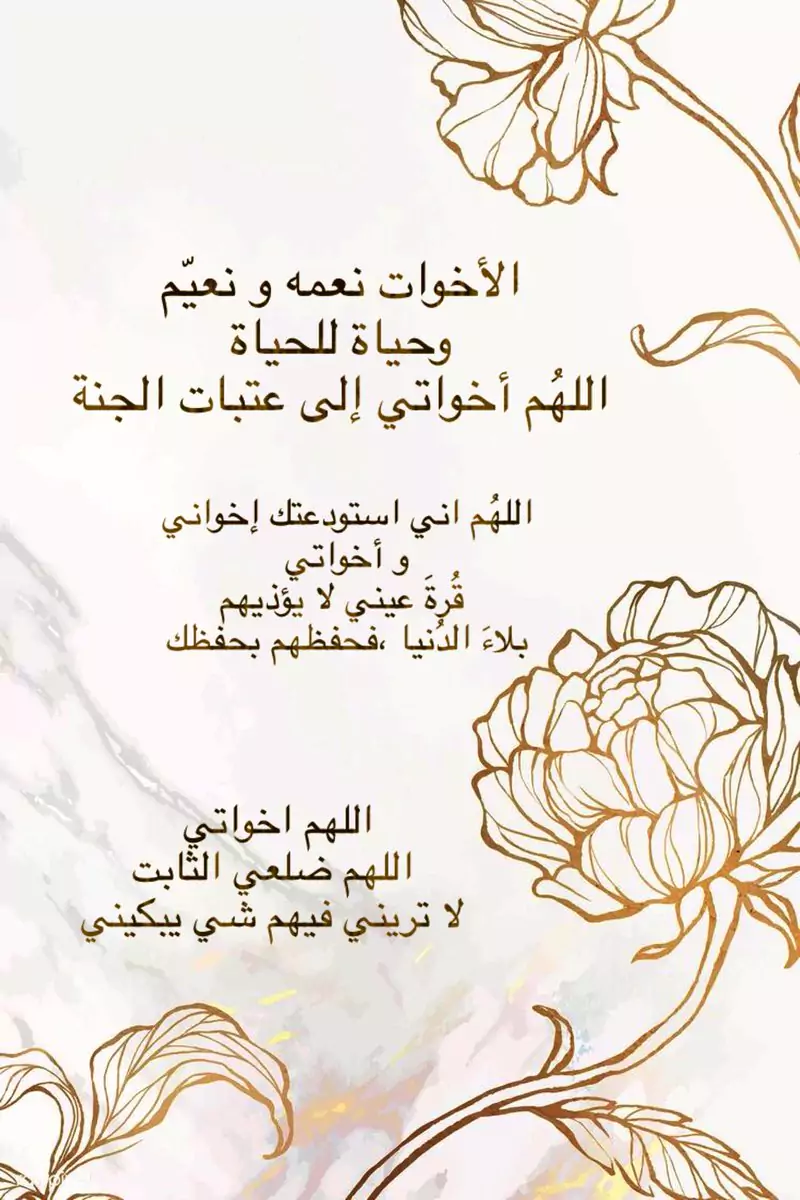 الأخوات نعمه و نعيّم
وحياة للحياة
اللهُم أخواتي إلى عتبات الجنة
اللهُم اني استودعتك إخواني
و أخواتي
قُرةَ عيني لا يؤذيهم
بلاءَ الدُنيا ،فحفظهم بحفظك
اللهم اخواتي
اللهم ضلعي الثابت
لا تريني فيهم شي يبكيني